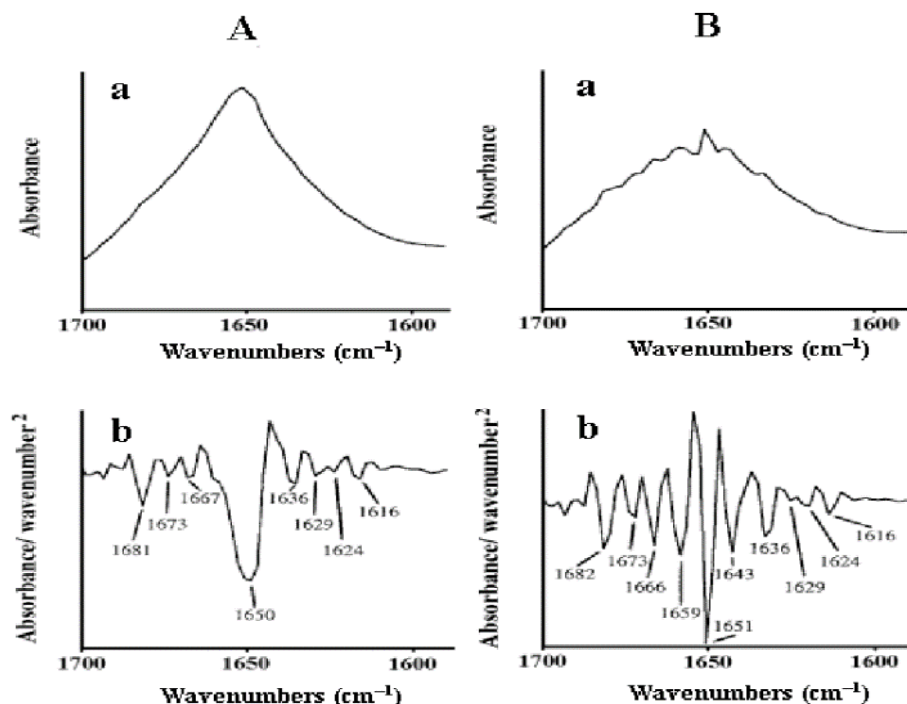 A
B
a
a
Absorbance
Absorbance
1700
1650
1600
1700
1650
1600
Wavenumbers (cm⁻¹)
Wavenumbers (cm⁻¹)
b
b
Absorbance/ wavenumber²
Absorbance/ wavenumber²
1681
1673
1667
1650
1636
1629
1624
1616
1682
1673
1666
1659
1651
1643
1636
1629
1624
1616
1700
1650
1600
1700
1650
1600
Wavenumbers (cm⁻¹)
Wavenumbers (cm⁻¹)